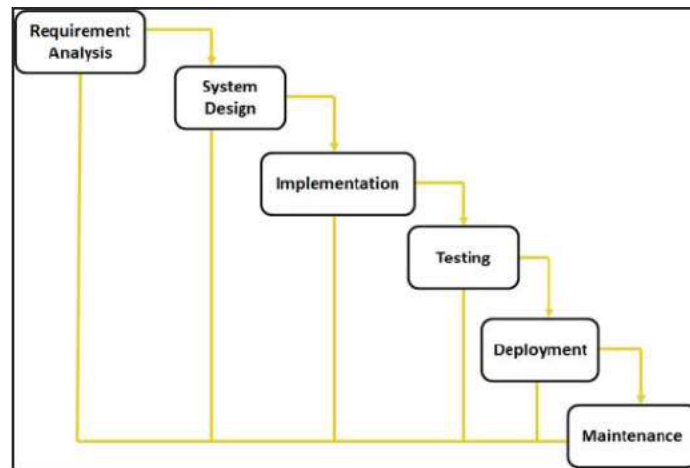 Requirement
Analysis
System
Design
Implementation
Testing
Deployment
Maintenance